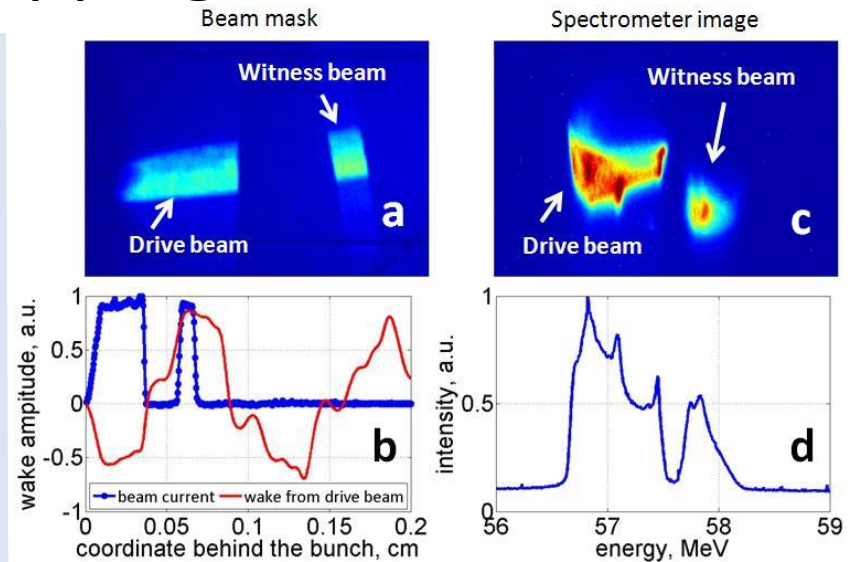 Beam mask
Spectrometer image
Witness beam
Drive beam
a
Witness beam
Drive beam
c
wake ampitude, a.u.
1
0.5
0
-0.5
-1
b
beam current
wake from drive beam
0
0.05
0.1
0.15
0.2
coordinate behind the bunch, cm
intensity, a.u.
1
0.5
0
d
56
57
58
59
energy, MeV